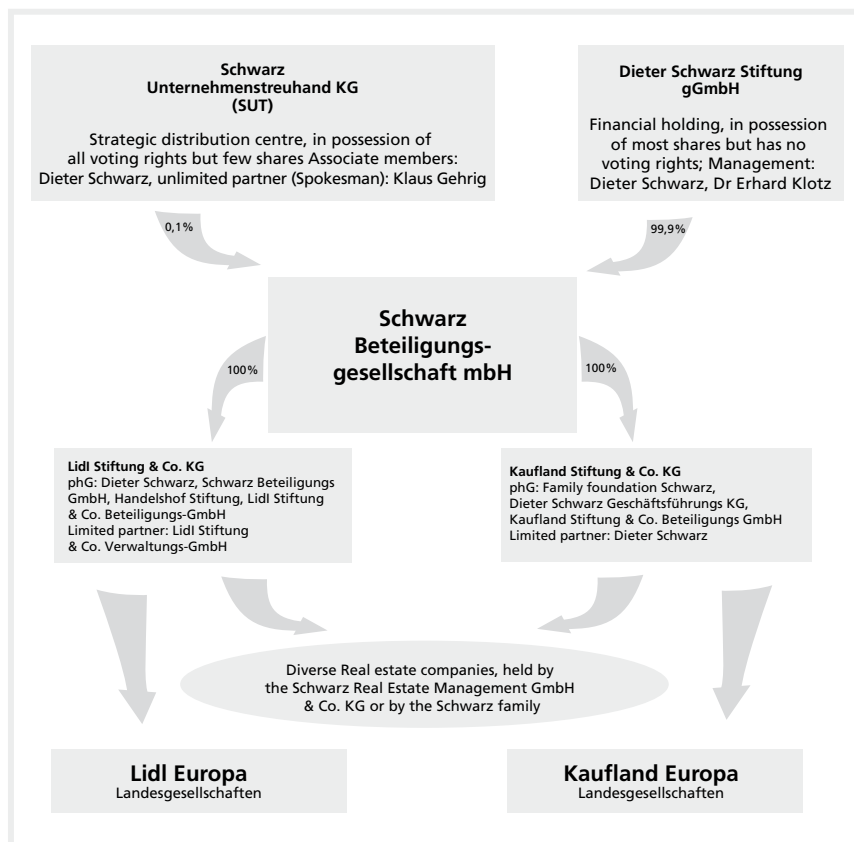 Schwarz
Unternehmenstreuhand KG
(SUT)
Strategic distribution centre, in possession of
all voting rights but few shares Associate members:
Dieter Schwarz, unlimited partner (Spokesman): Klaus Gehrig
Dieter Schwarz Stiftung
gGmbH
Financial holding, in possession
of most shares but has no
voting rights; Management:
Dieter Schwarz, Dr Erhard Klotz
0,1%
99,9%
Schwarz
Beteiligungs-
gesellschaft mbH
100%
100%
Lidl Stiftung & Co. KG
phG: Dieter Schwarz, Schwarz Beteiligungs
GmbH, Handelshof Stiftung, Lidl Stiftung
& Co. Beteiligungs-GmbH
Limited partner: Lidl Stiftung
& Co. Verwaltungs-GmbH
Kaufland Stiftung & Co. KG
phG: Family foundation Schwarz,
Dieter Schwarz Geschäftsführungs KG,
Kaufland Stiftung & Co. Beteiligungs GmbH
Limited partner: Dieter Schwarz
Diverse Real estate companies, held by
the Schwarz Real Estate Management GmbH
& Co. KG or by the Schwarz family
Lidl Europa
Landesgesellschaften
Kaufland Europa
Landesgesellschaften